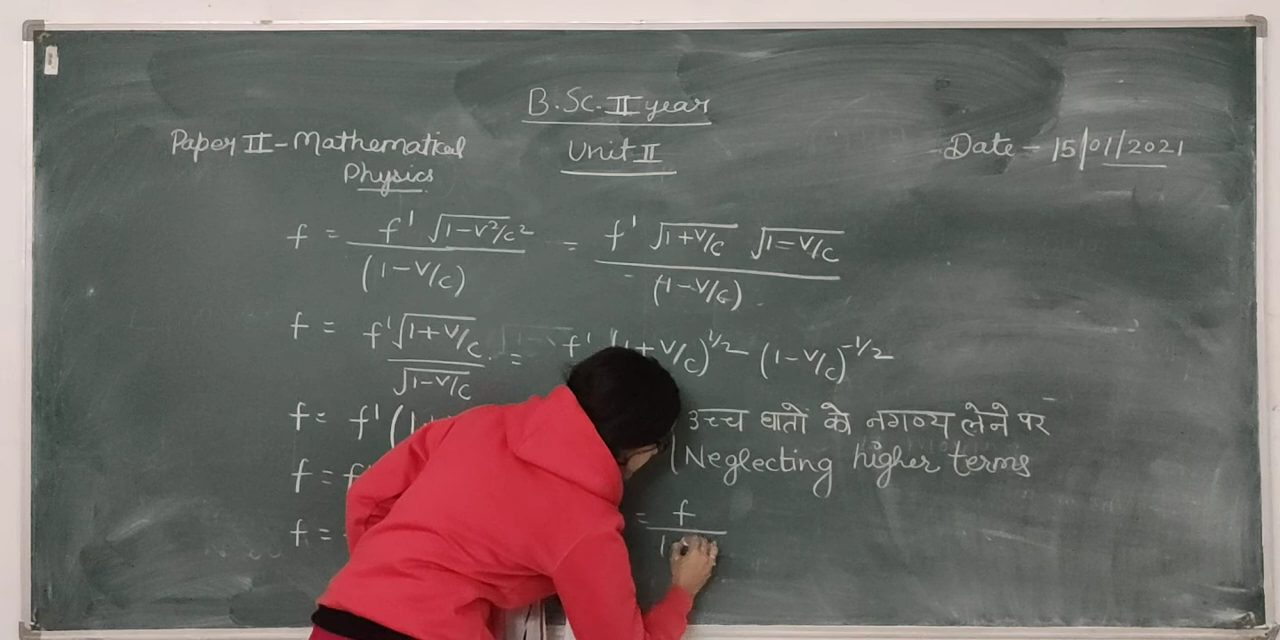 B.Sc. II year
Paper II - Mathematical Physics
Unit II
Date - 15/01/2021
f = f' √1-v²/c² / (1-v/c) = f' √1+v/c √1-v/c / (1-v/c)
f = f' √1+v/c / √1-v/c = f' (1+v/c)^1/2 (1-v/c)^-1/2
f = f' (1+ उच्च घातों को नगण्य लेने पर
f = f' (Neglecting higher terms
f = = f / 1